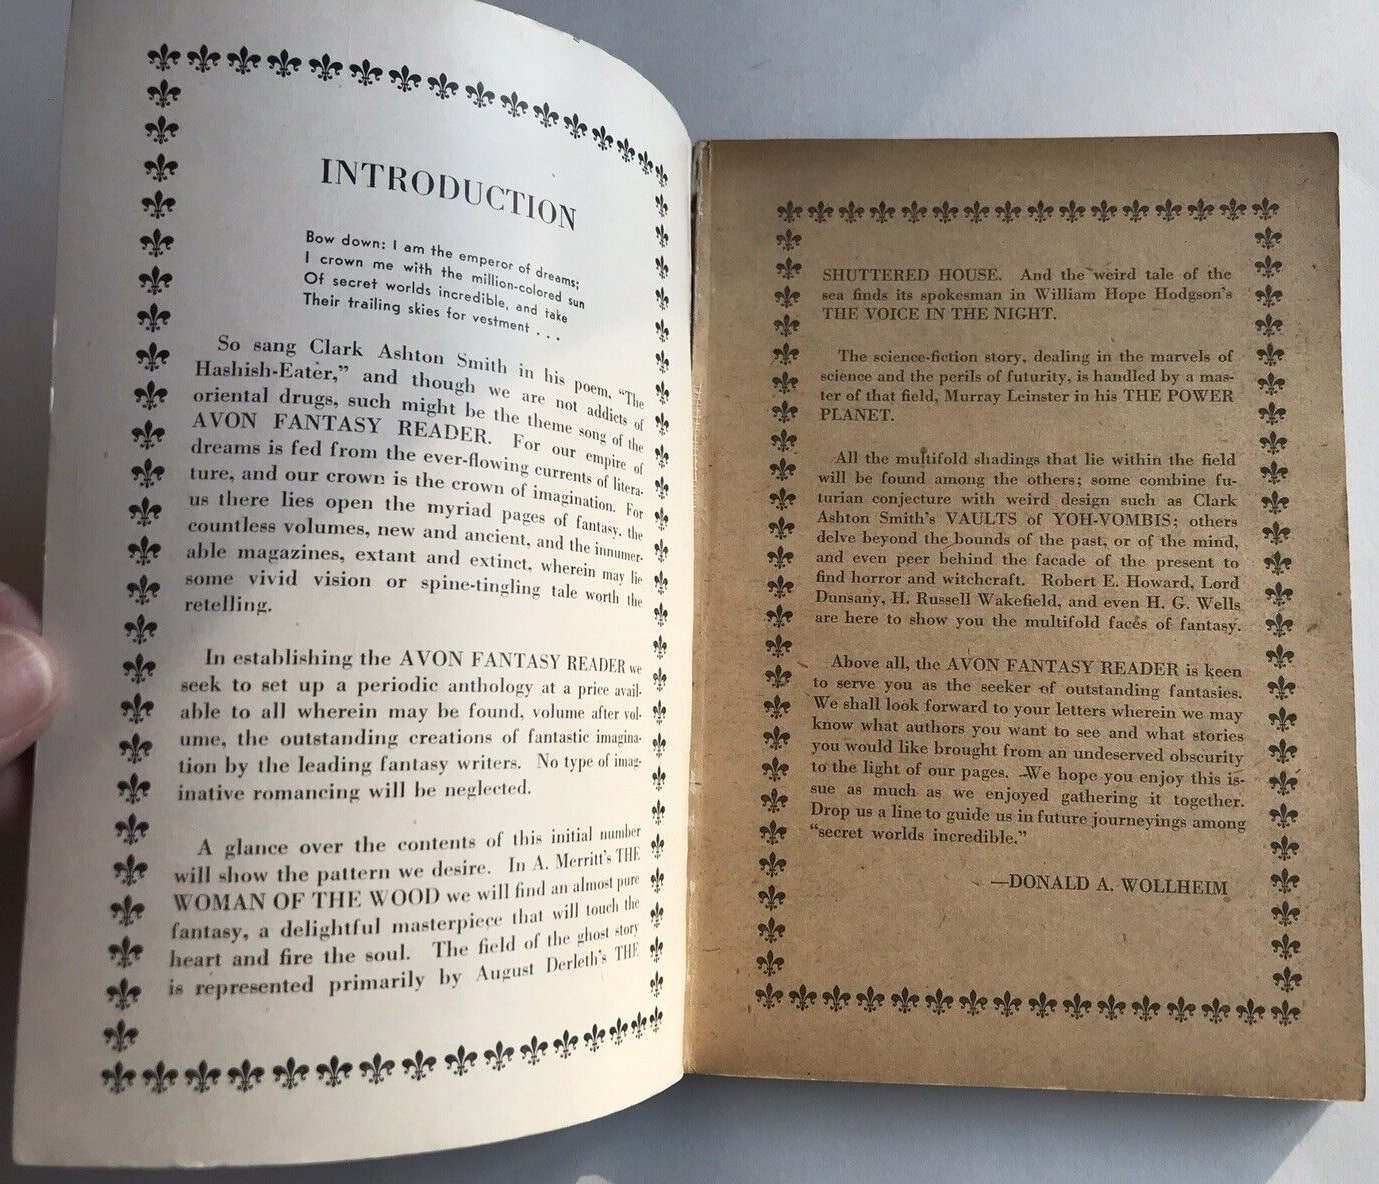 INTRODUCTION
Bow down: I am the emperor of dreams;
I crown me with the million-colored sun
Of secret worlds incredible, and take
Their trailing skies for vestment . . .
So sang Clark Ashton Smith in his poem, "The
Hashish-Eater," and though we are not addicts of
oriental drugs, such might be the theme song of the
AVON FANTASY READER. For our empire of
dreams is fed from the ever-flowing currents of litera-
ture, and our crown is the crown of imagination. For
us there lies open the myriad pages of fantasy, the
countless volumes, new and ancient, and the innumer-
able magazines, extant and extinct, wherein may lie
some vivid vision or spine-tingling tale worth the
retelling.
In establishing the AVON FANTASY READER we
seek to set up a periodic anthology at a price avail-
able to all wherein may be found, volume after vol-
ume, the outstanding creations of fantastic imagina-
tion by the leading fantasy writers. No type of imag-
inative romancing will be neglected.
A glance over the contents of this initial number
will show the pattern we desire. In A. Merritt's THE
WOMAN OF THE WOOD we will find an almost pure
fantasy, a delightful masterpiece that will touch the
heart and fire the soul. The field of the ghost story
is represented primarily by August Derleth's THE
SHUTTERED HOUSE. And the weird tale of the
sea finds its spokesman in William Hope Hodgson's
THE VOICE IN THE NIGHT.
The science-fiction story, dealing in the marvels of
science and the perils of futurity, is handled by a mas-
ter of that field, Murray Leinster in his THE POWER
PLANET.
All the multifold shadings that lie within the field
will be found among the others; some combine fu-
turian conjecture with weird design such as Clark
Ashton Smith's VAULTS of YOH-VOMBIS; others
delve beyond the bounds of the past, or of the mind,
and even peer behind the facade of the present to
find horror and witchcraft. Robert E. Howard, Lord
Dunsany, H. Russell Wakefield, and even H. G. Wells
are here to show you the multifold faces of fantasy.
Above all, the AVON FANTASY READER is keen
to serve you as the seeker of outstanding fantasies.
We shall look forward to your letters wherein we may
know what authors you want to see and what stories
you would like brought from an undeserved obscurity
to the light of our pages. We hope you enjoy this is-
sue as much as we enjoyed gathering it together.
Drop us a line to guide us in future journeyings among
"secret worlds incredible."
—DONALD A. WOLLHEIM